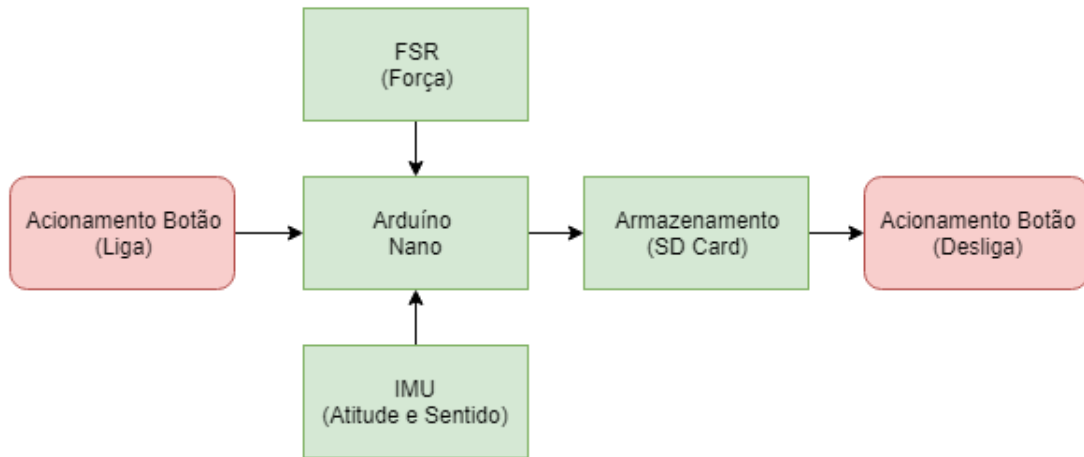 FSR
(Força)
Acionamento Botão
(Liga)
Arduíno
Nano
Armazenamento
(SD Card)
Acionamento Botão
(Desliga)
IMU
(Atitude e Sentido)